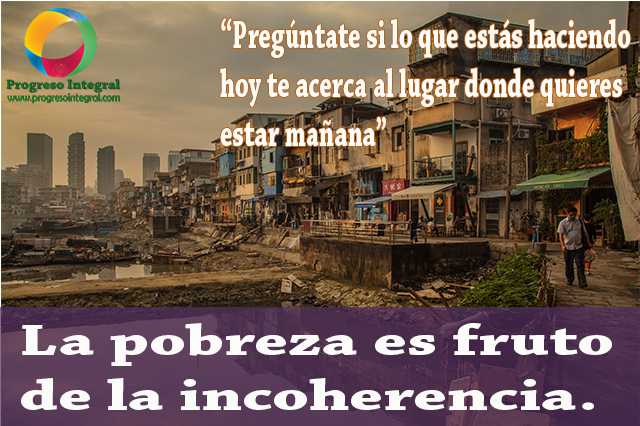 Progreso Integral
www.progresointegral.com
“Pregúntate si lo que estás haciendo
hoy te acerca al lugar donde quieres
estar mañana”
La pobreza es fruto
de la incoherencia.